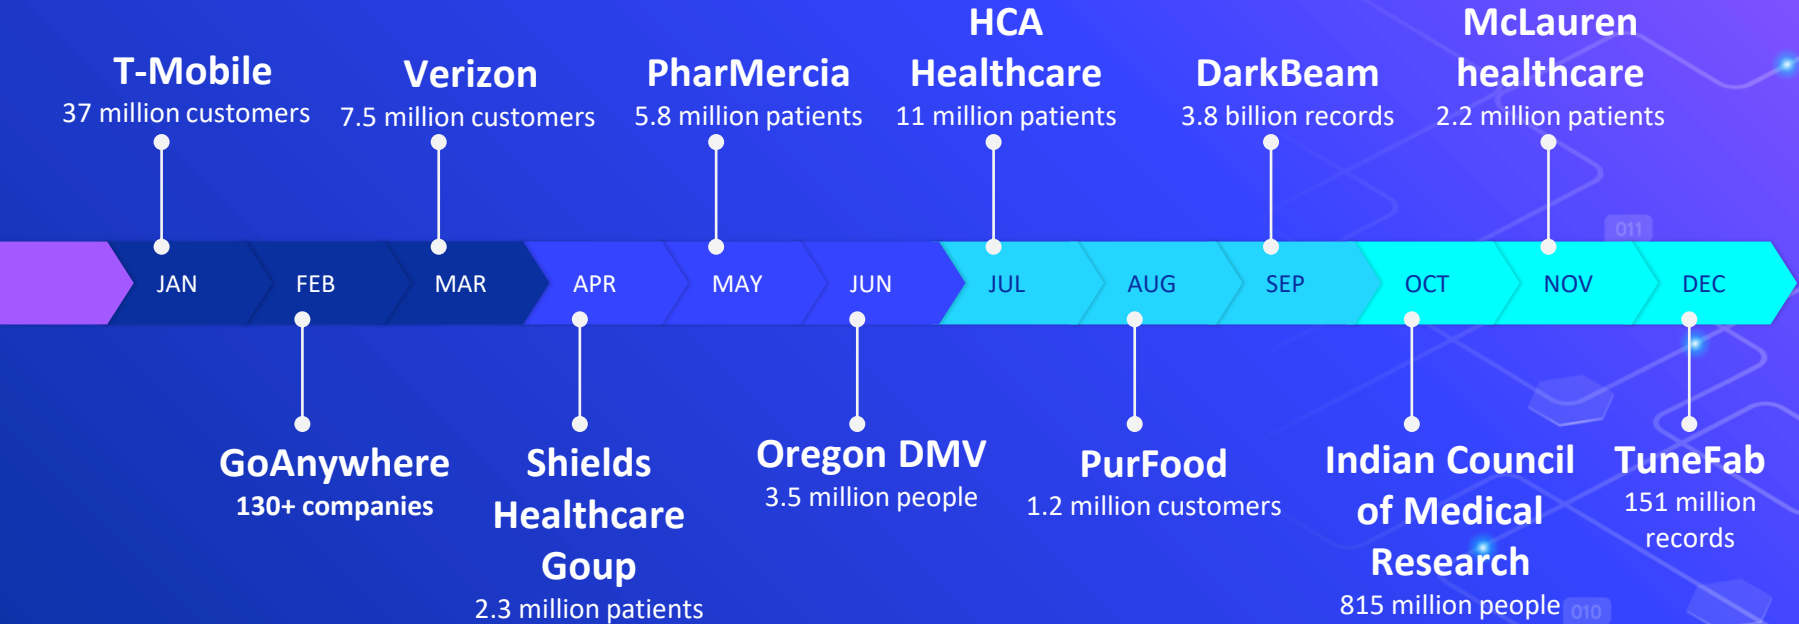 T-Mobile
37 million customers
Verizon
7.5 million customers
PharMercia
5.8 million patients
HCA
Healthcare
11 million patients
DarkBeam
3.8 billion records
McLauren
healthcare
2.2 million patients
011
JAN
FEB
MAR
APR
MAY
JUN
JUL
AUG
SEP
OCT
NOV
DEC
GoAnywhere
130+ companies
Shields
Healthcare
Goup
2.3 million patients
Oregon DMV
3.5 million people
PurFood
1.2 million customers
Indian Council
of Medical
Research
815 million people
TuneFab
151 million
records
010